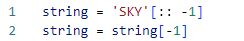 1 string = 'SKY'[:: -1]
2 string = string[-1]